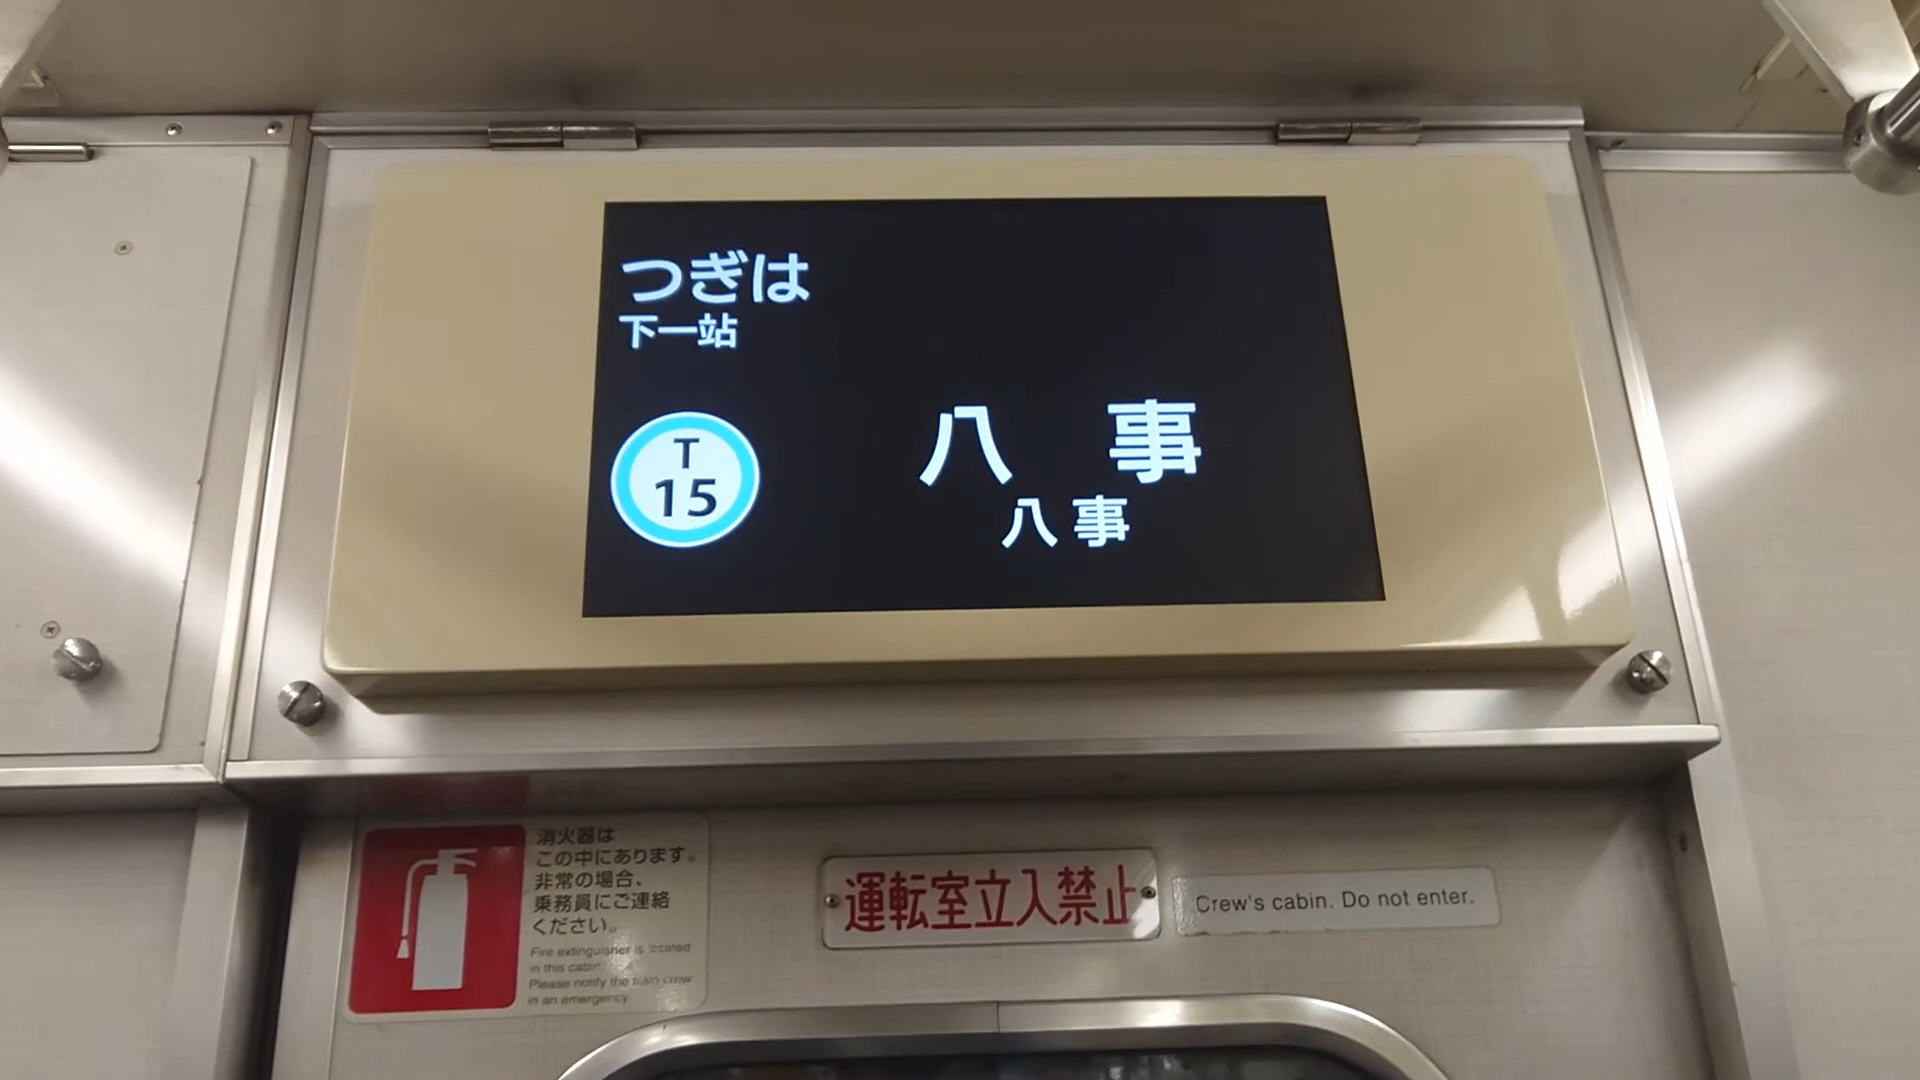 つぎは
下一站
T
15
八 事
八 事
消火器は
この中にあります。
非常の場合、
乗務員にご連絡
ください。
Fire extinguisher is located
in this cabin.
Please notify the train crew
in an emergency.
運転室立入禁止
Crew's cabin. Do not enter.